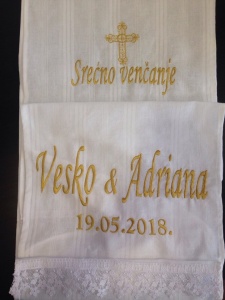 Srećno venčanje
Vesko & Adriana
19.05.2018.